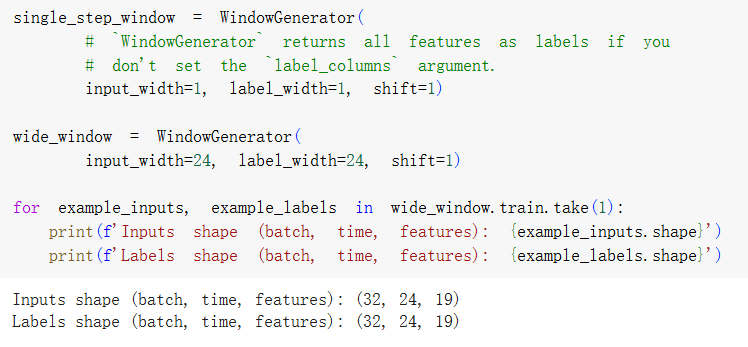 single_step_window = WindowGenerator(
    # `WindowGenerator` returns all features as labels if you
    # don't set the `label_columns` argument.
    input_width=1, label_width=1, shift=1)

wide_window = WindowGenerator(
    input_width=24, label_width=24, shift=1)

for example_inputs, example_labels in wide_window.train.take(1):
  print(f'Inputs shape (batch, time, features): {example_inputs.shape}')
  print(f'Labels shape (batch, time, features): {example_labels.shape}')

Inputs shape (batch, time, features): (32, 24, 19)
Labels shape (batch, time, features): (32, 24, 19)